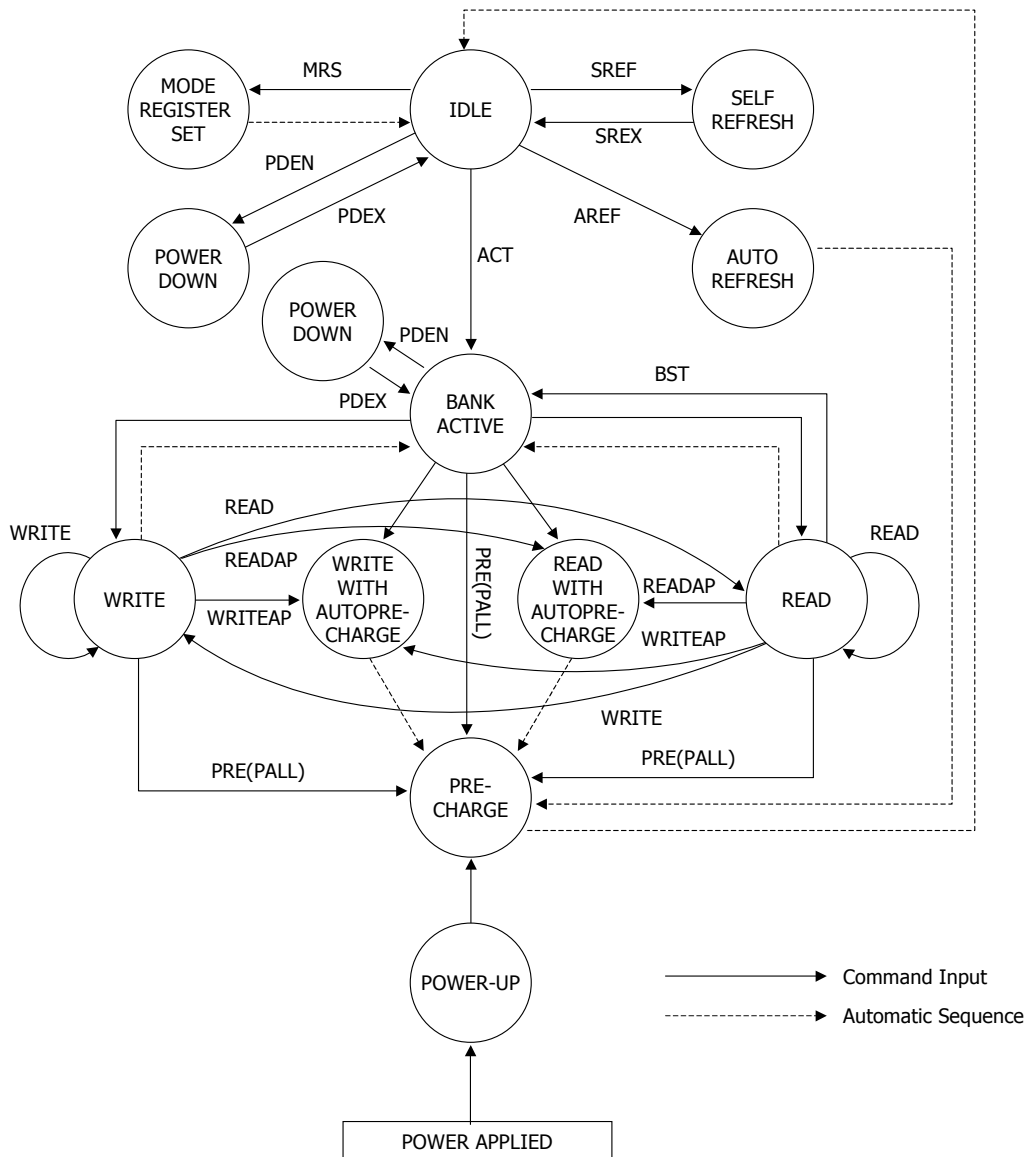 MRS
SREF
MODE
REGISTER
SET
IDLE
SELF
REFRESH
SREX
PDEN
PDEX
AREF
POWER
DOWN
ACT
AUTO
REFRESH
POWER
DOWN
PDEN
PDEX
BST
BANK
ACTIVE
WRITE
READ
READ
READAP
WRITE
WRITEAP
WRITE
WITH
AUTOPRE-
CHARGE
PRE(PALL)
READ
WITH
AUTOPRE-
CHARGE
READAP
READ
WRITEAP
WRITE
PRE(PALL)
PRE(PALL)
PRE-
CHARGE
POWER-UP
Command Input
Automatic Sequence
POWER APPLIED